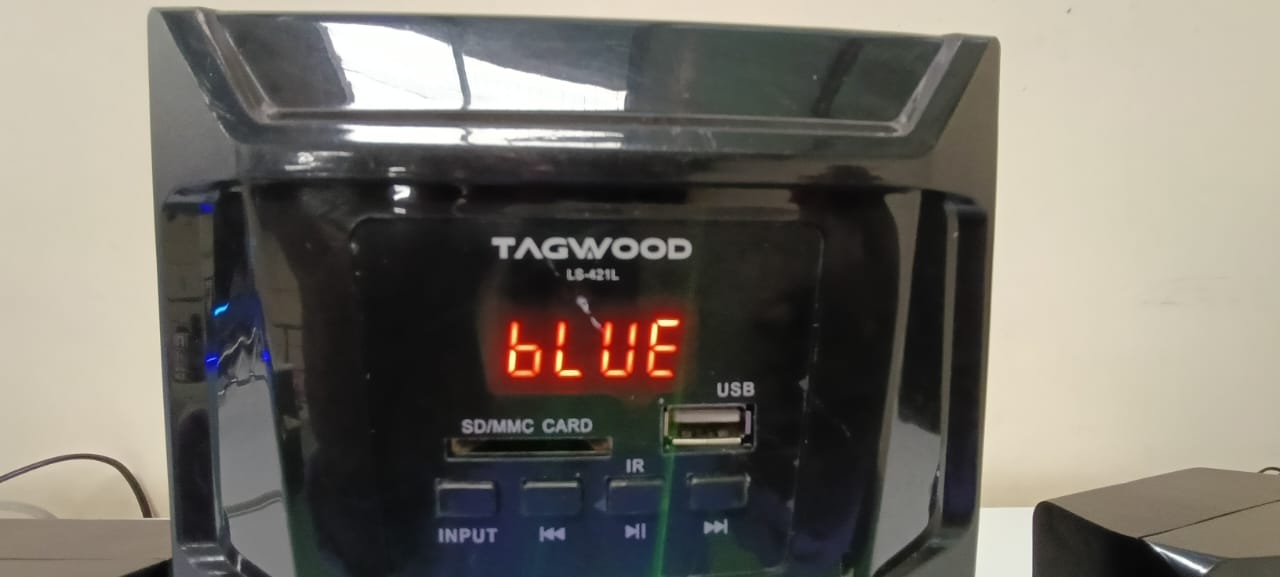 TAGWOOD
LS-421L
bLUE
USB
SD/MMC CARD
IR
INPUT